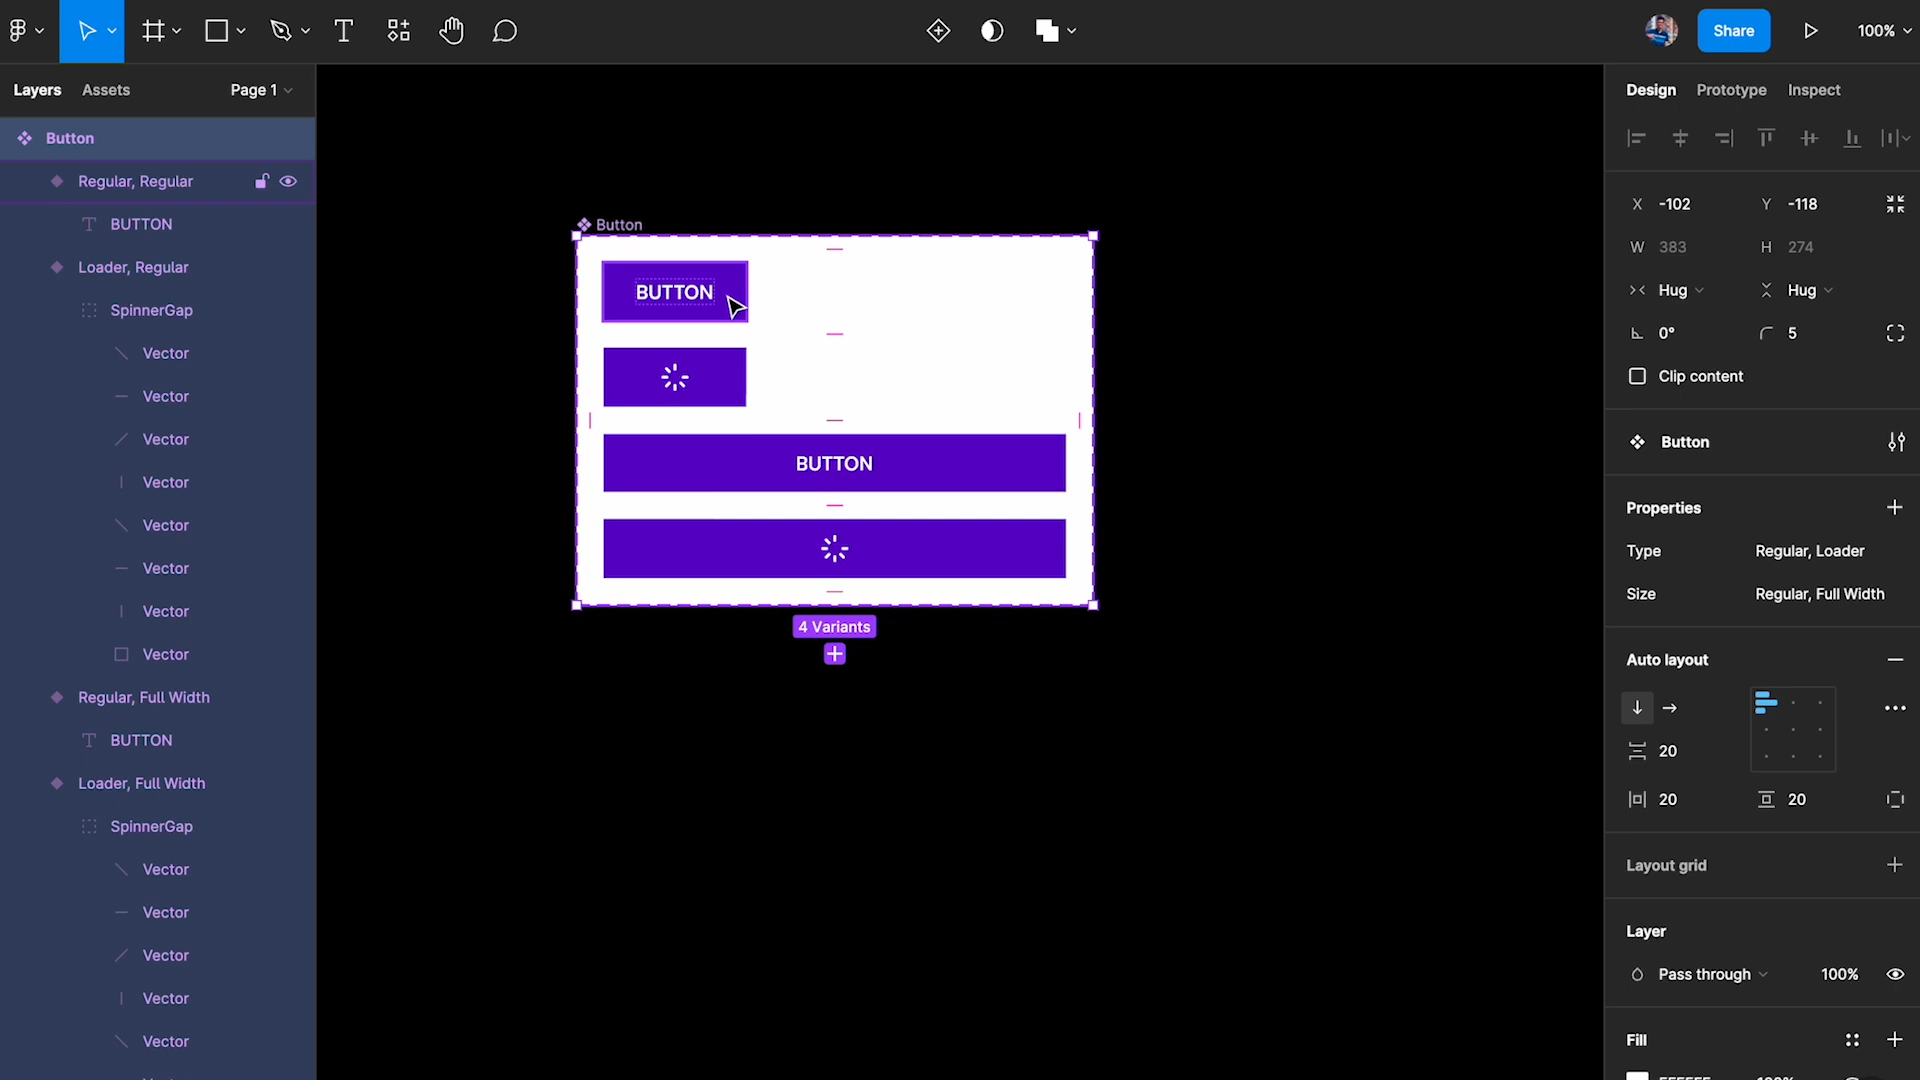 Share
100%
Layers
Assets
Page 1
Button
Regular, Regular
BUTTON
Loader, Regular
SpinnerGap
Vector
Vector
Vector
Vector
Vector
Vector
Vector
Vector
Regular, Full Width
BUTTON
Loader, Full Width
SpinnerGap
Vector
Vector
Vector
Vector
Vector
Button
BUTTON
BUTTON
4 Variants
Design
Prototype
Inspect
X -102
Y -118
W 383
H 274
Hug
Hug
0°
5
Clip content
Button
Properties
Type
Regular, Loader
Size
Regular, Full Width
Auto layout
20
20
20
Layout grid
Layer
Pass through
100%
Fill